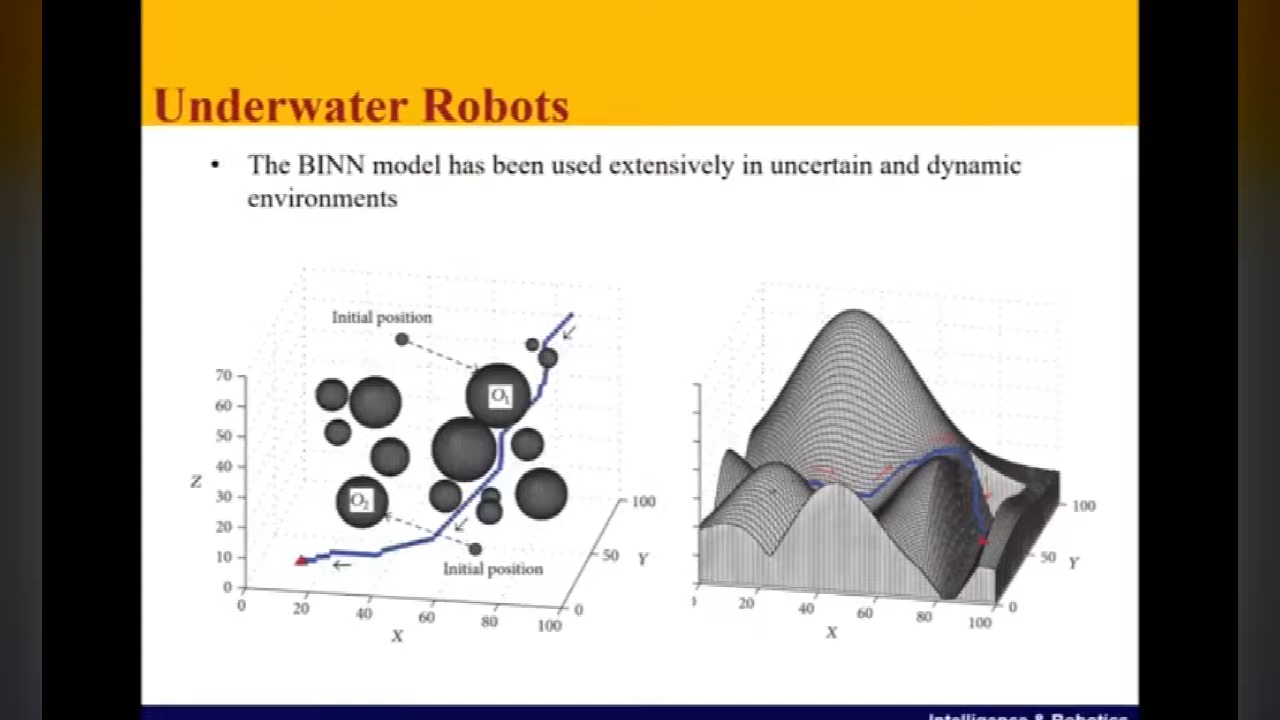 Underwater Robots
• The BINN model has been used extensively in uncertain and dynamic
environments
Initial position
O1
O2
Initial position
70
60
50
40
30
20
10
0
Z
0
20
40
60
80
100
X
0
50
100
Y
20
40
60
80
100
X
0
50
100
Y
Intelligence & Robotics